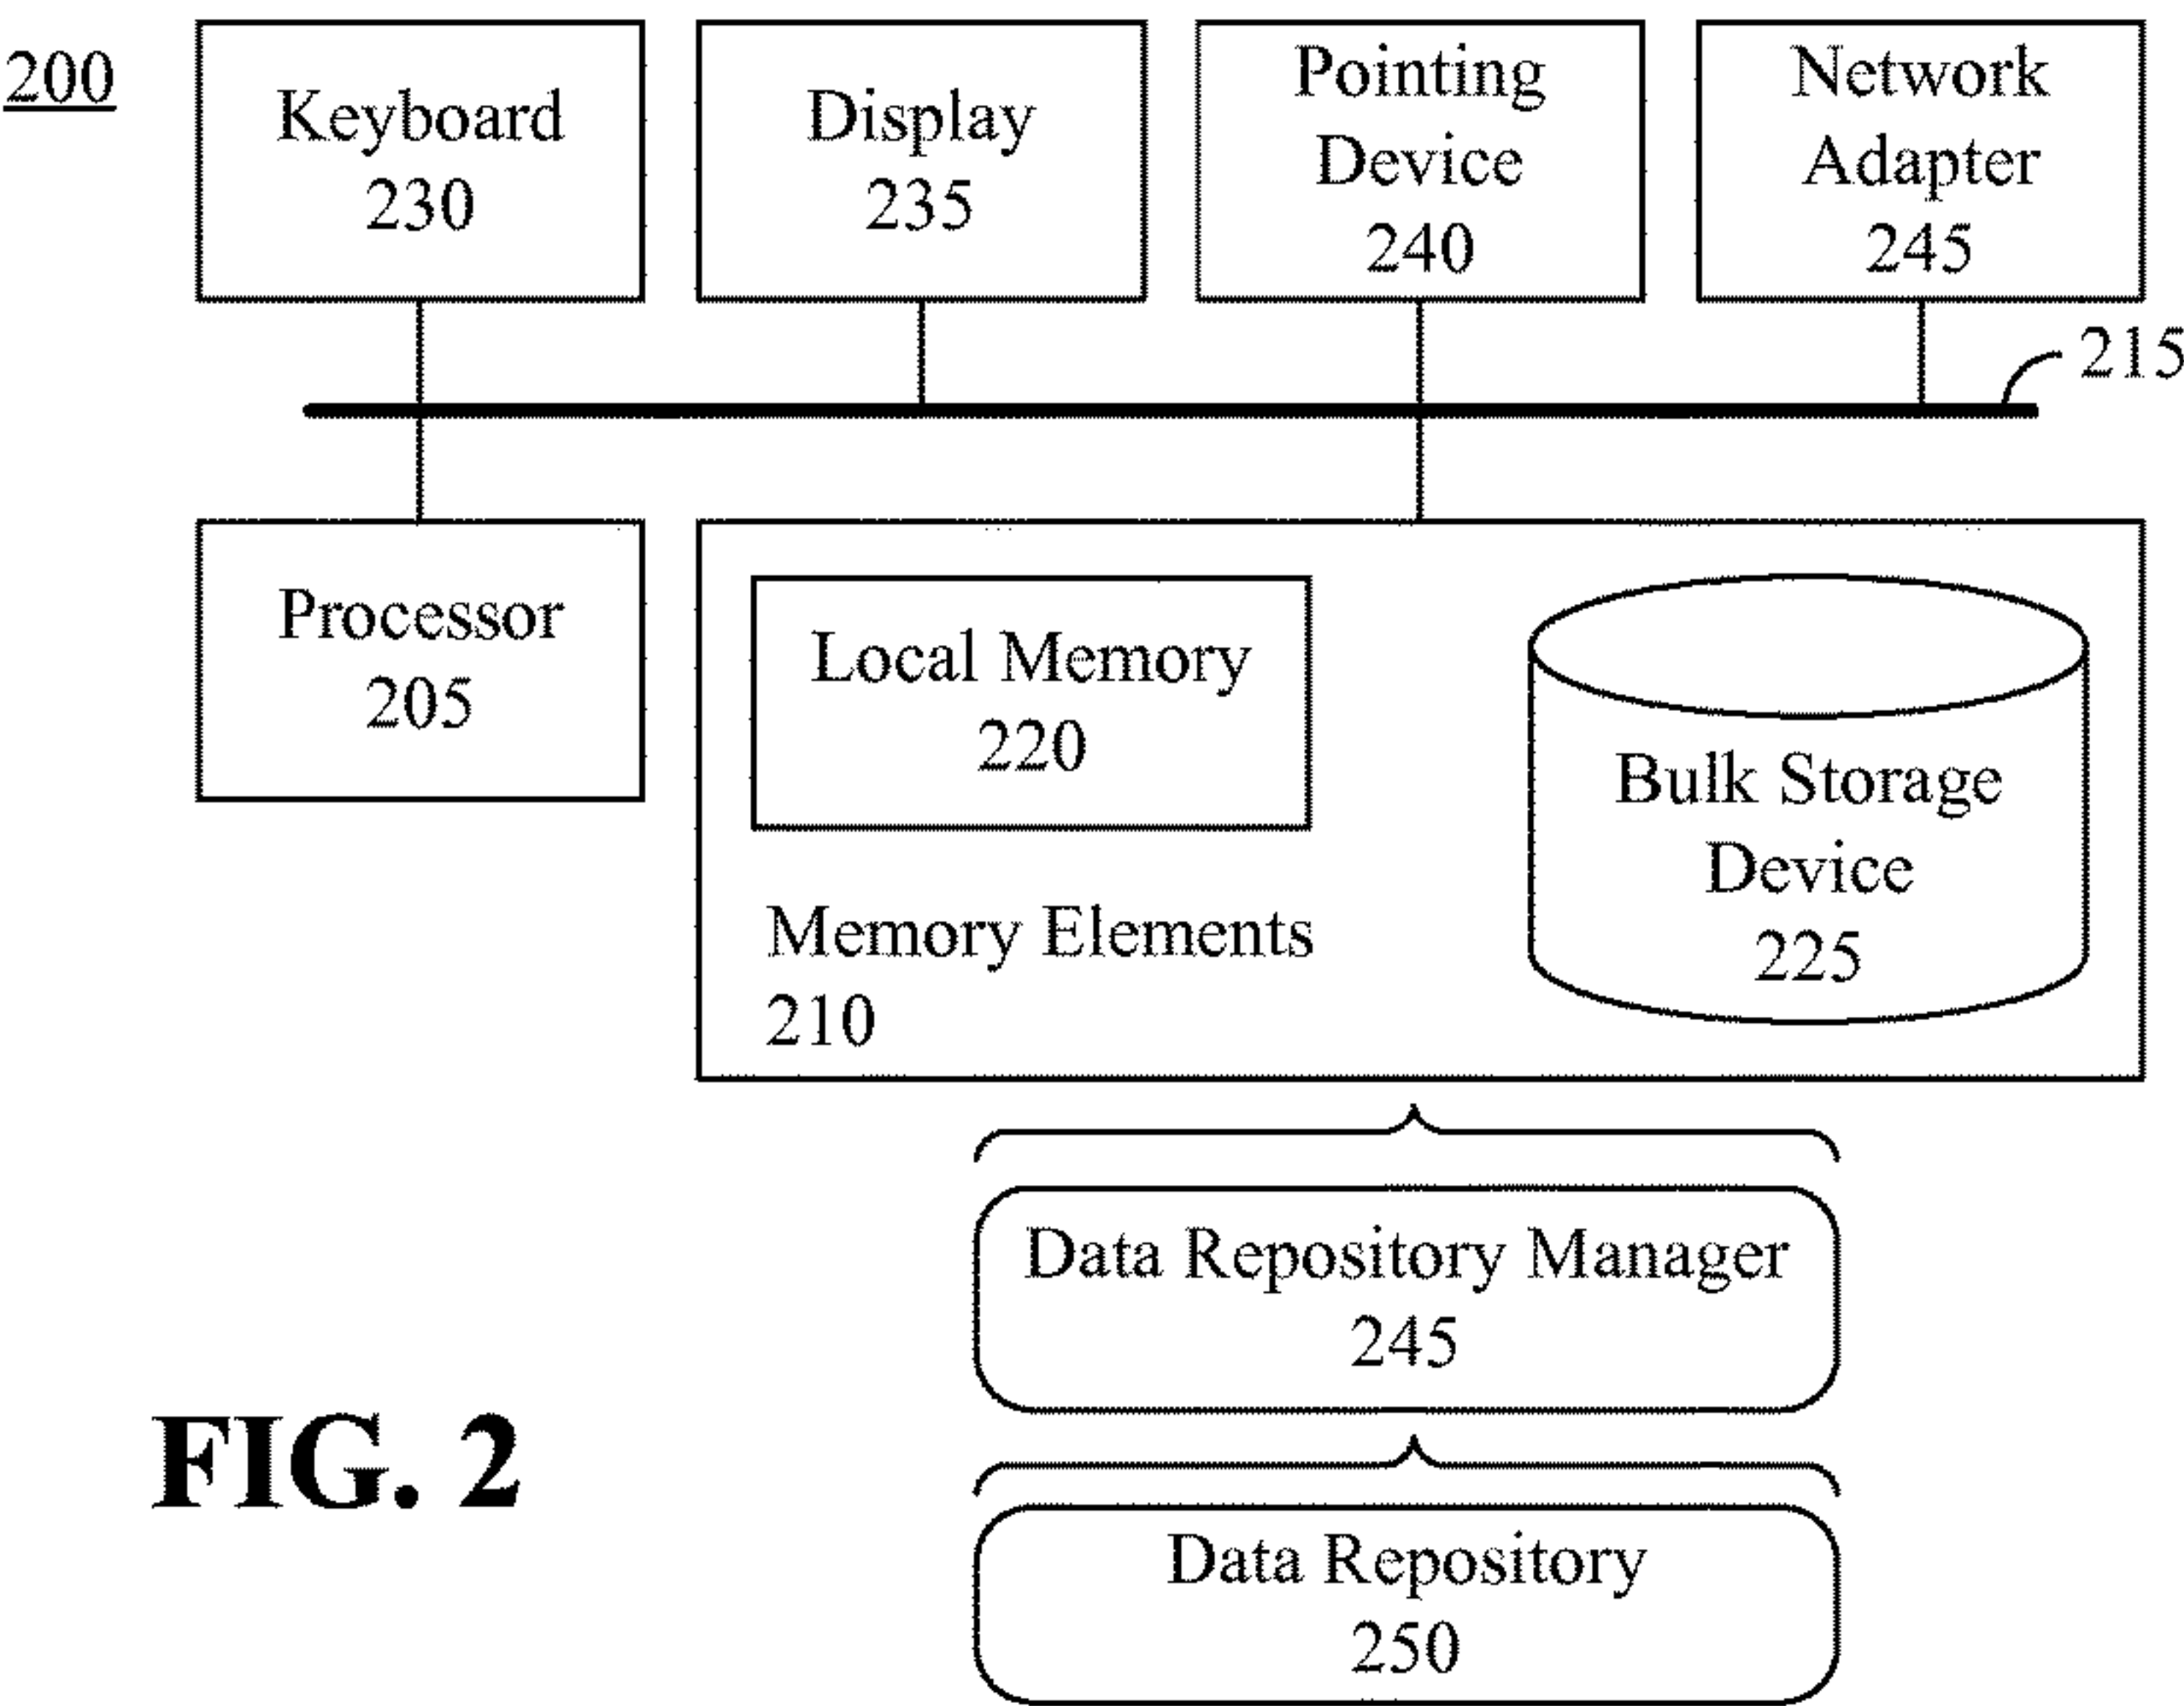 200
Keyboard
230
Display
235
Pointing
Device
240
Network
Adapter
245
215
Processor
205
Local Memory
220
Memory Elements
210
Bulk Storage
Device
225
Data Repository Manager
245
Data Repository
250
FIG. 2